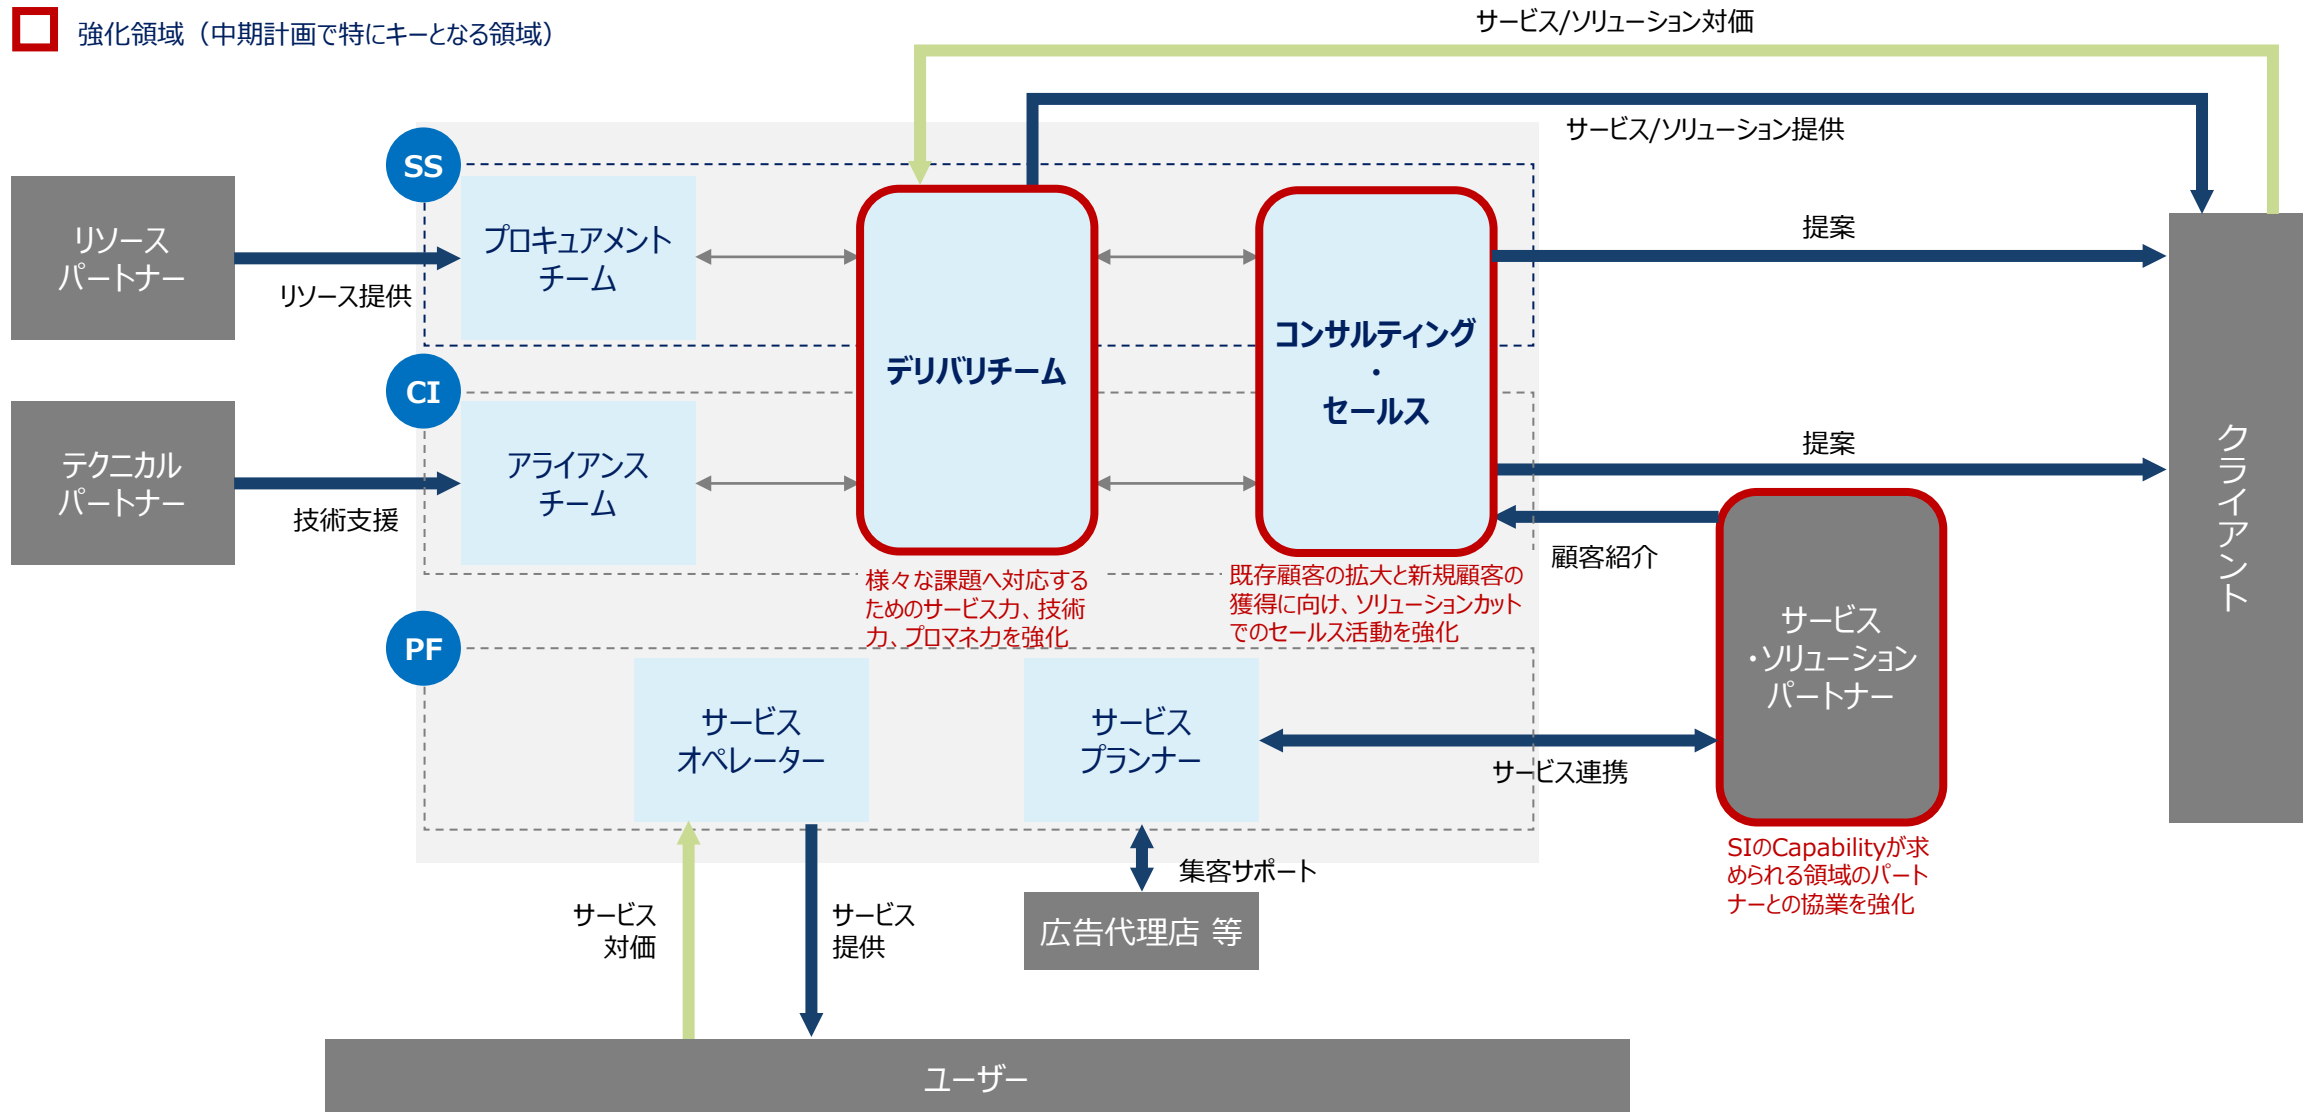 強化領域（中期計画で特にキーとなる領域）
サービス/ソリューション対価
サービス/ソリューション提供
SS
リソース
パートナー
リソース提供
プロキュアメント
チーム
デリバリチーム
コンサルティング
・
セールス
提案
CI
テクニカル
パートナー
技術支援
アライアンス
チーム
提案
顧客紹介
クライアント
様々な課題へ対応する
ためのサービス力、技術
力、プロマネ力を強化
既存顧客の拡大と新規顧客の
獲得に向け、ソリューションカット
でのセールス活動を強化
PF
サービス
オペレーター
サービス
プランナー
サービス連携
サービス
・ソリューション
パートナー
SIのCapabilityが求
められる領域のパート
ナーとの協業を強化
サービス
対価
サービス
提供
集客サポート
広告代理店 等
ユーザー